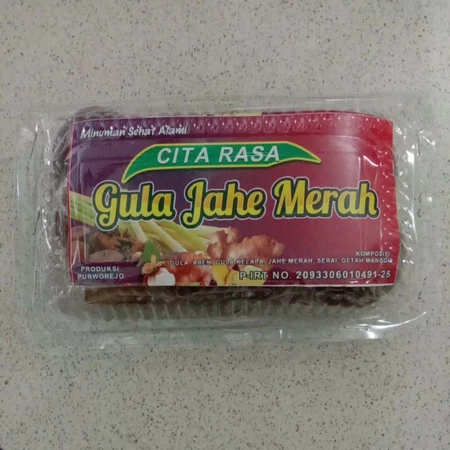 Minuman Sehat Alami
CITA RASA
Gula Jahe Merah
KOMPOSISI
GULA AREN, GULA KELAPA, JAHE MERAH, SERAI, GETAH MANGGIS
PRODUKSI
PURWOREJO
P-IRT NO. 2093306010491-25